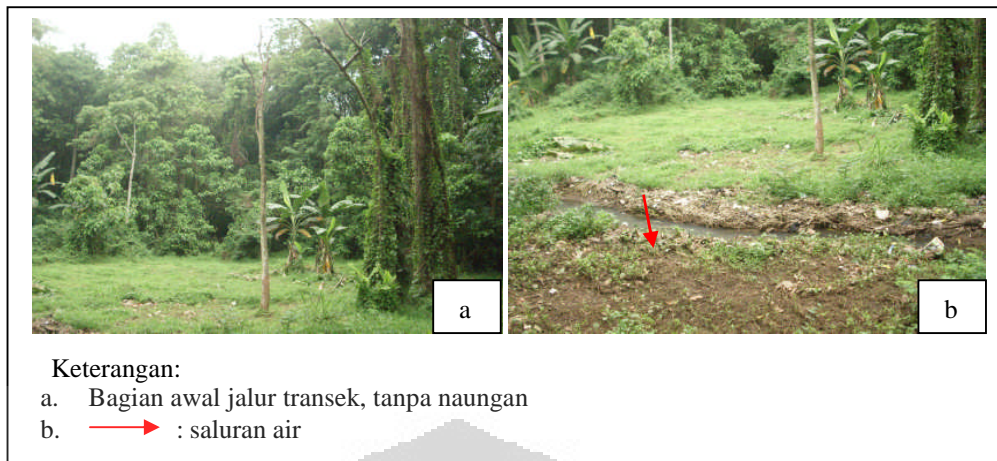 a
b
Keterangan:
a. Bagian awal jalur transek, tanpa naungan
b. : saluran air